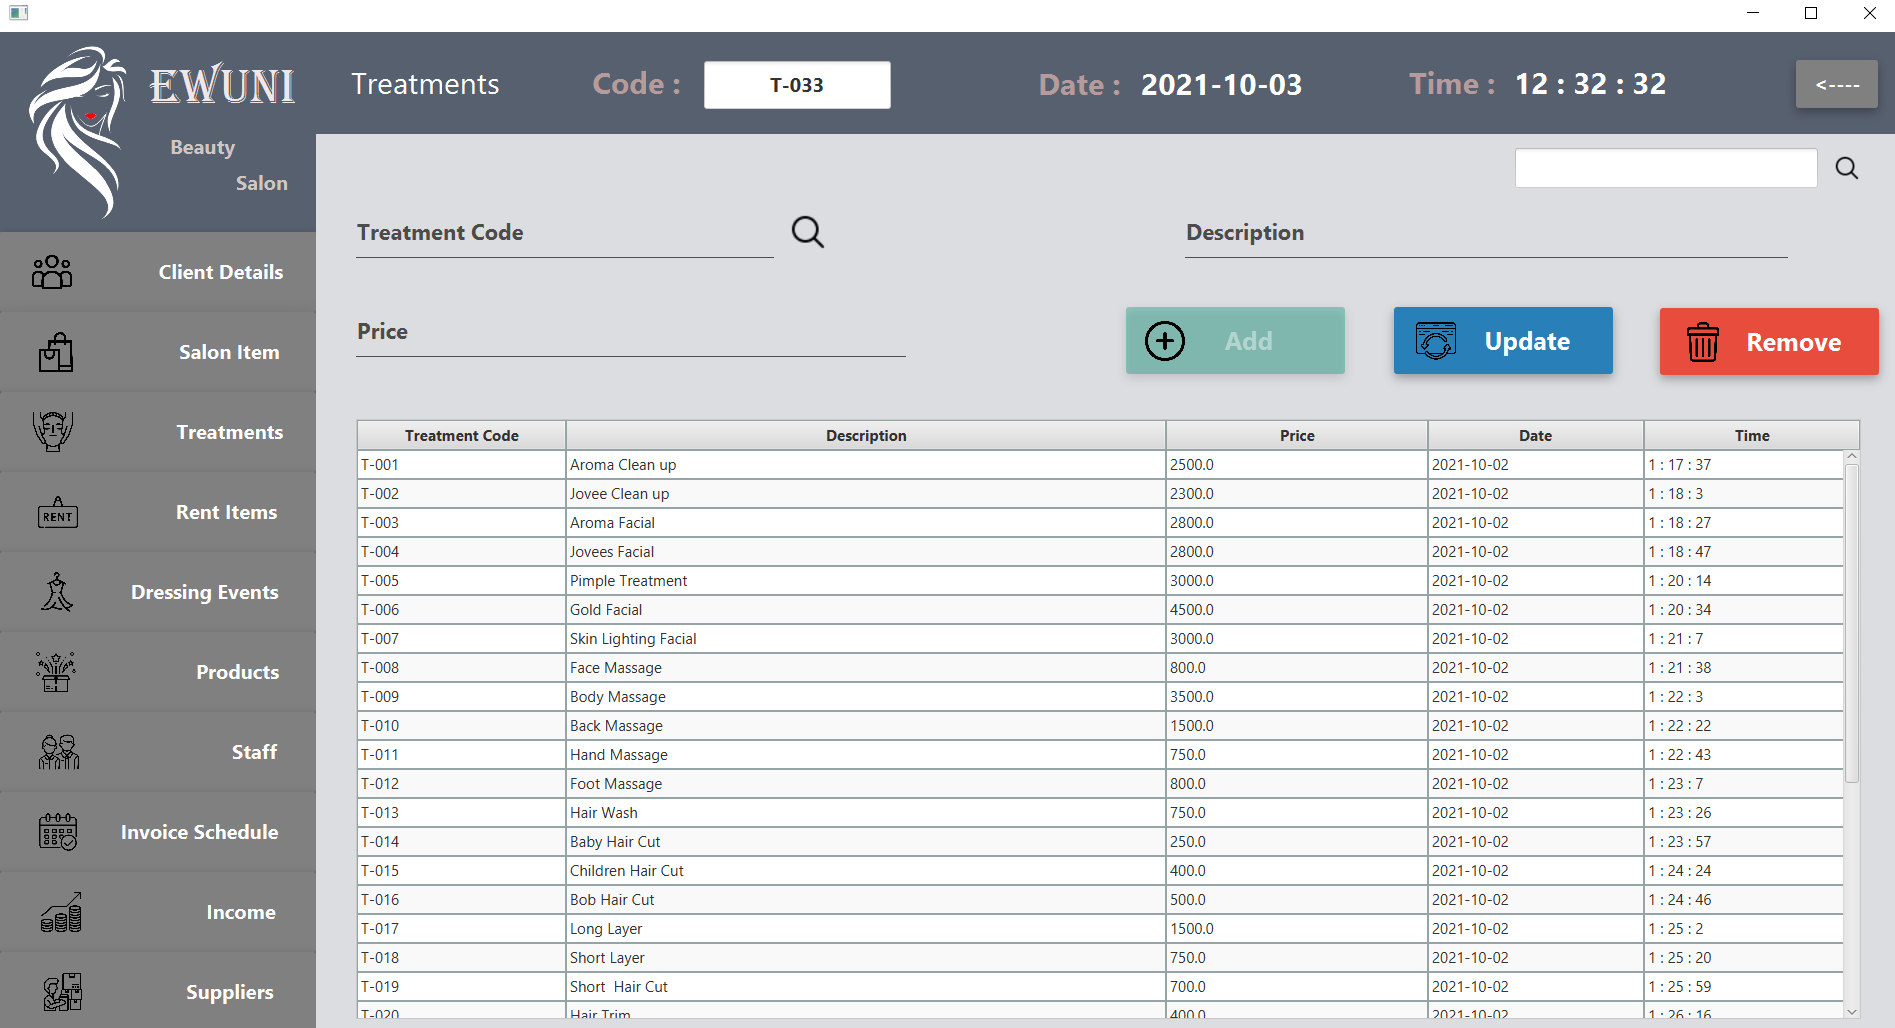 EWUNI
Beauty
Salon
Treatments Code : T-033 Date : 2021-10-03 Time : 12 : 32 : 32 <----
Client Details
Salon Item
Treatments
RENT Rent Items
Dressing Events
Products
Staff
Invoice Schedule
Income
Suppliers
Treatment Code Description
Price Add Update Remove
Treatment Code Description Price Date Time
T-001 Aroma Clean up 2500.0 2021-10-02 1 : 17 : 37
T-002 Jovee Clean up 2300.0 2021-10-02 1 : 18 : 3
T-003 Aroma Facial 2800.0 2021-10-02 1 : 18 : 27
T-004 Jovees Facial 2800.0 2021-10-02 1 : 18 : 47
T-005 Pimple Treatment 3000.0 2021-10-02 1 : 20 : 14
T-006 Gold Facial 4500.0 2021-10-02 1 : 20 : 34
T-007 Skin Lighting Facial 3000.0 2021-10-02 1 : 21 : 7
T-008 Face Massage 800.0 2021-10-02 1 : 21 : 38
T-009 Body Massage 3500.0 2021-10-02 1 : 22 : 3
T-010 Back Massage 1500.0 2021-10-02 1 : 22 : 22
T-011 Hand Massage 750.0 2021-10-02 1 : 22 : 43
T-012 Foot Massage 800.0 2021-10-02 1 : 23 : 7
T-013 Hair Wash 750.0 2021-10-02 1 : 23 : 26
T-014 Baby Hair Cut 250.0 2021-10-02 1 : 23 : 57
T-015 Children Hair Cut 400.0 2021-10-02 1 : 24 : 24
T-016 Bob Hair Cut 500.0 2021-10-02 1 : 24 : 46
T-017 Long Layer 1500.0 2021-10-02 1 : 25 : 2
T-018 Short Layer 750.0 2021-10-02 1 : 25 : 20
T-019 Short  Hair Cut 700.0 2021-10-02 1 : 25 : 59
T-020 Hair Trim 400.0 2021-10-02 1 : 26 : 16